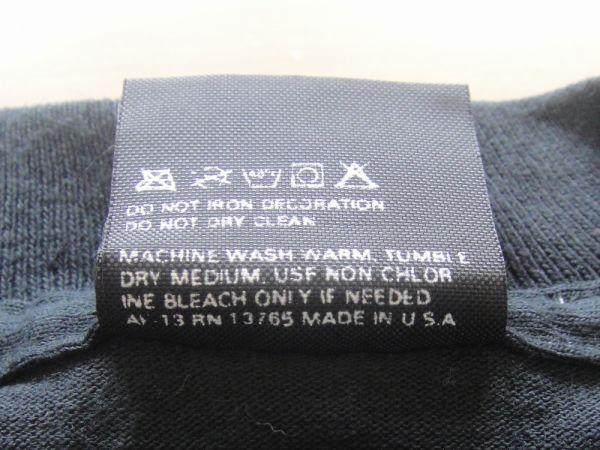 DO NOT IRON DECORATION
DO NOT DRY CLEAN
MACHINE WASH WARM. TUMBLE
DRY MEDIUM. USE NON CHLOR
INE BLEACH ONLY IF NEEDED
13 RN 13765 MADE IN U.S.A